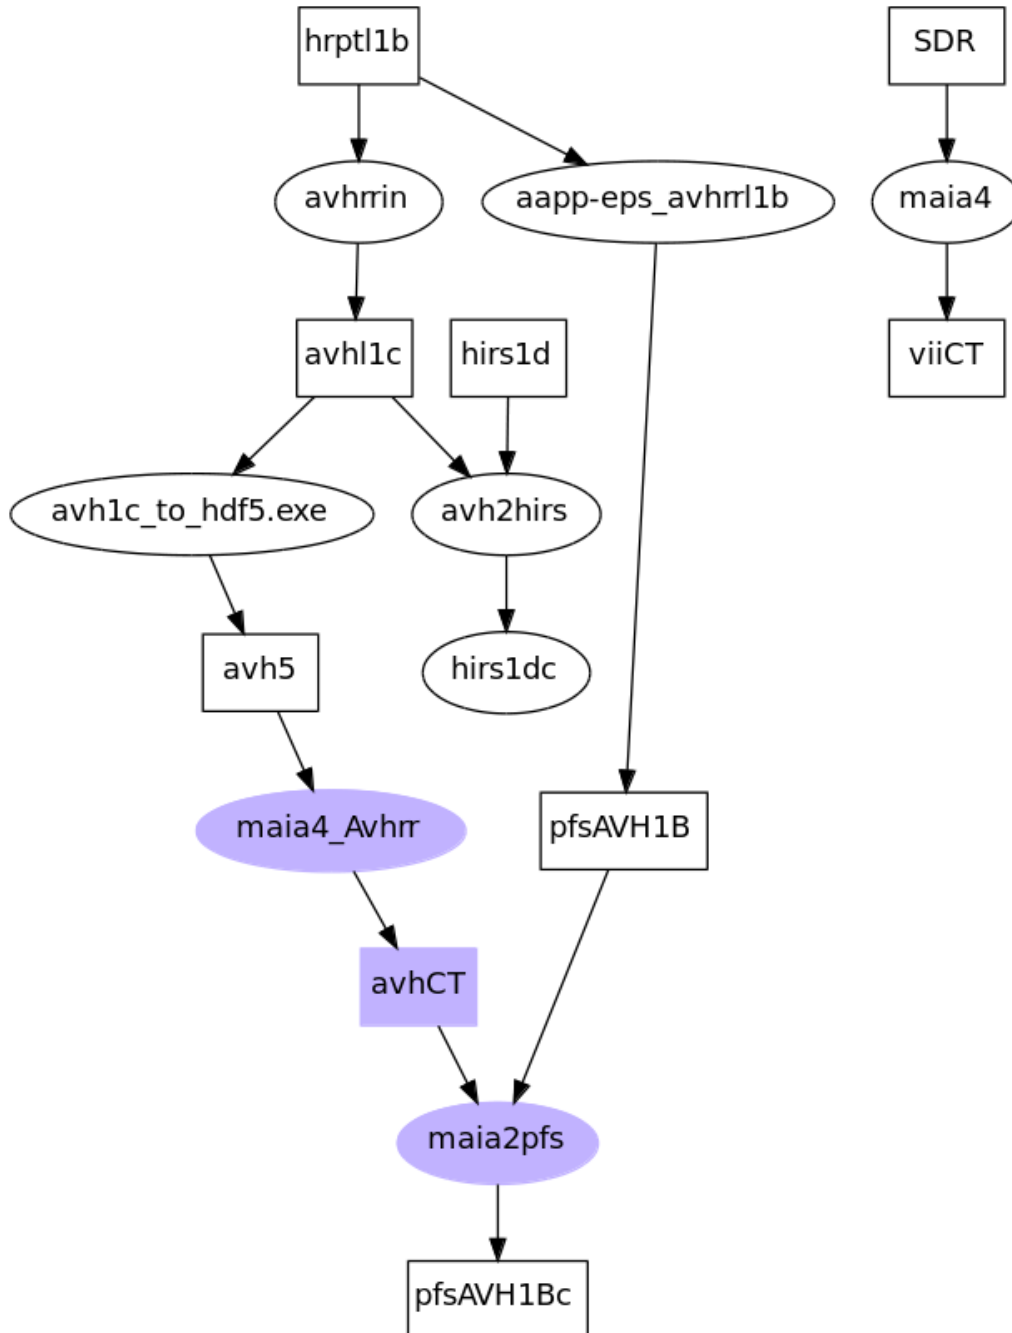 hrptl1b
SDR
avhrrin
aapp-eps_avhrrl1b
maia4
avhl1c
hirs1d
viiCT
avh1c_to_hdf5.exe
avh2hirs
avh5
hirs1dc
maia4_Avhrr
pfsAVH1B
avhCT
maia2pfs
pfsAVH1Bc